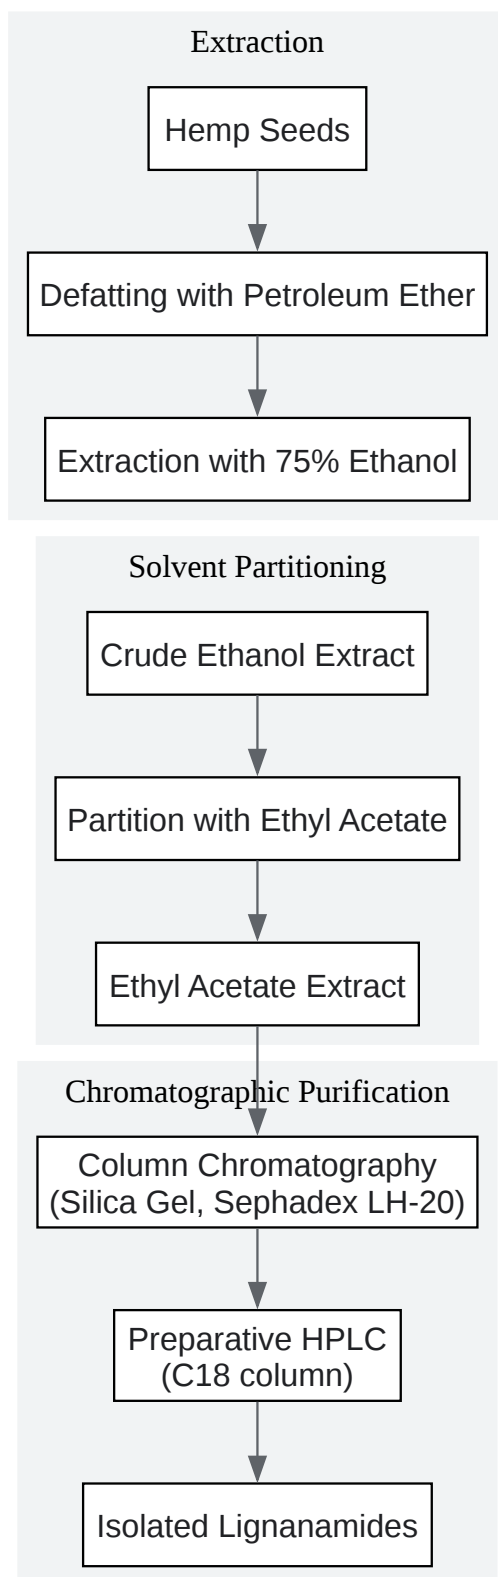 Extraction
Hemp Seeds
Defatting with Petroleum Ether
Extraction with 75% Ethanol
Solvent Partitioning
Crude Ethanol Extract
Partition with Ethyl Acetate
Ethyl Acetate Extract
Chromatographic Purification
Column Chromatography
(Silica Gel, Sephadex LH-20)
Preparative HPLC
(C18 column)
Isolated Lignanamides